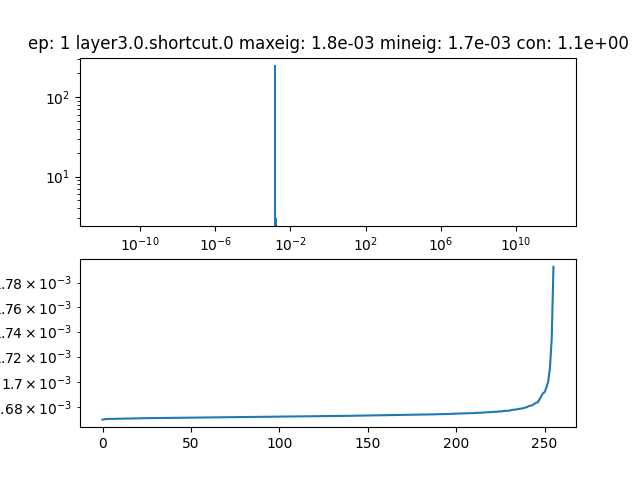 ep: 1 layer3.0.shortcut.0 maxeig: 1.8e-03 mineig: 1.7e-03 con: 1.1e+00
10²
10¹
10⁻¹⁰ 10⁻⁶ 10⁻² 10² 10⁶ 10¹⁰
.78 × 10⁻³
.76 × 10⁻³
.74 × 10⁻³
.72 × 10⁻³
1.7 × 10⁻³
.68 × 10⁻³
0 50 100 150 200 250